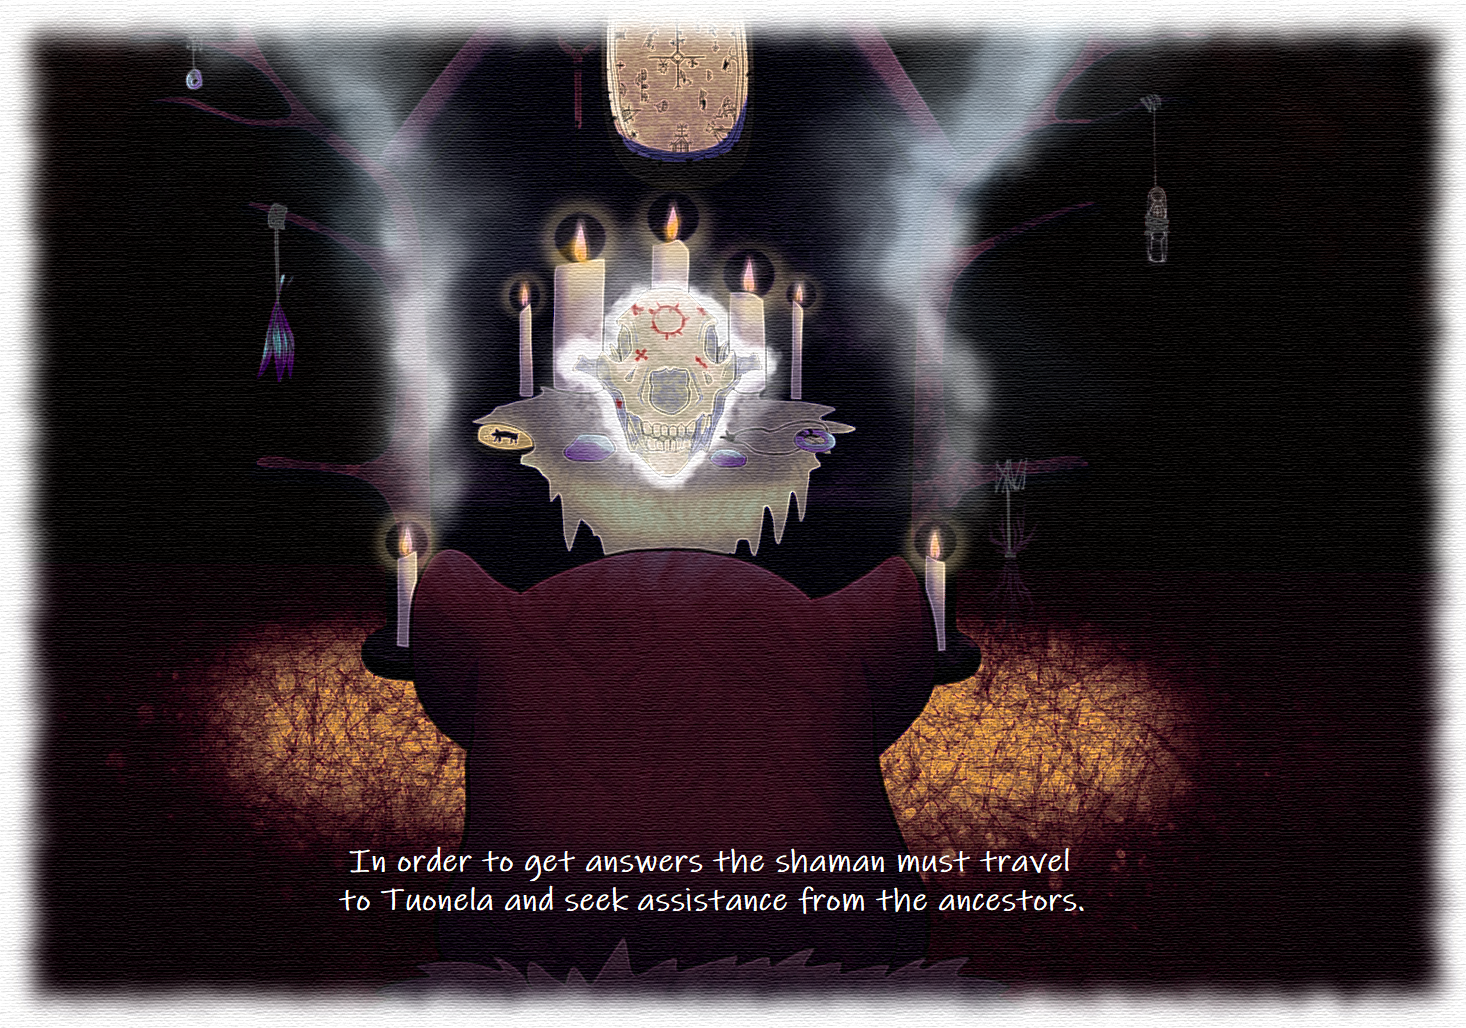 In order to get answers the shaman must travel
to Tuonela and seek assistance from the ancestors.